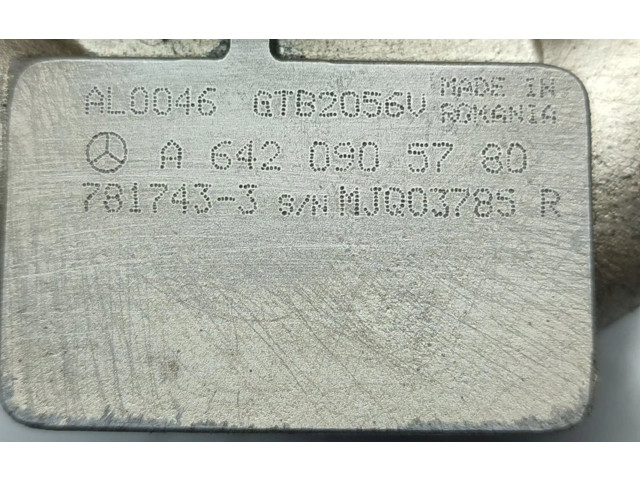 AL0046 GTB2056V MADE IN ROMANIA
A 642 090 57 80
781743-3 S/N MJQ03785 R